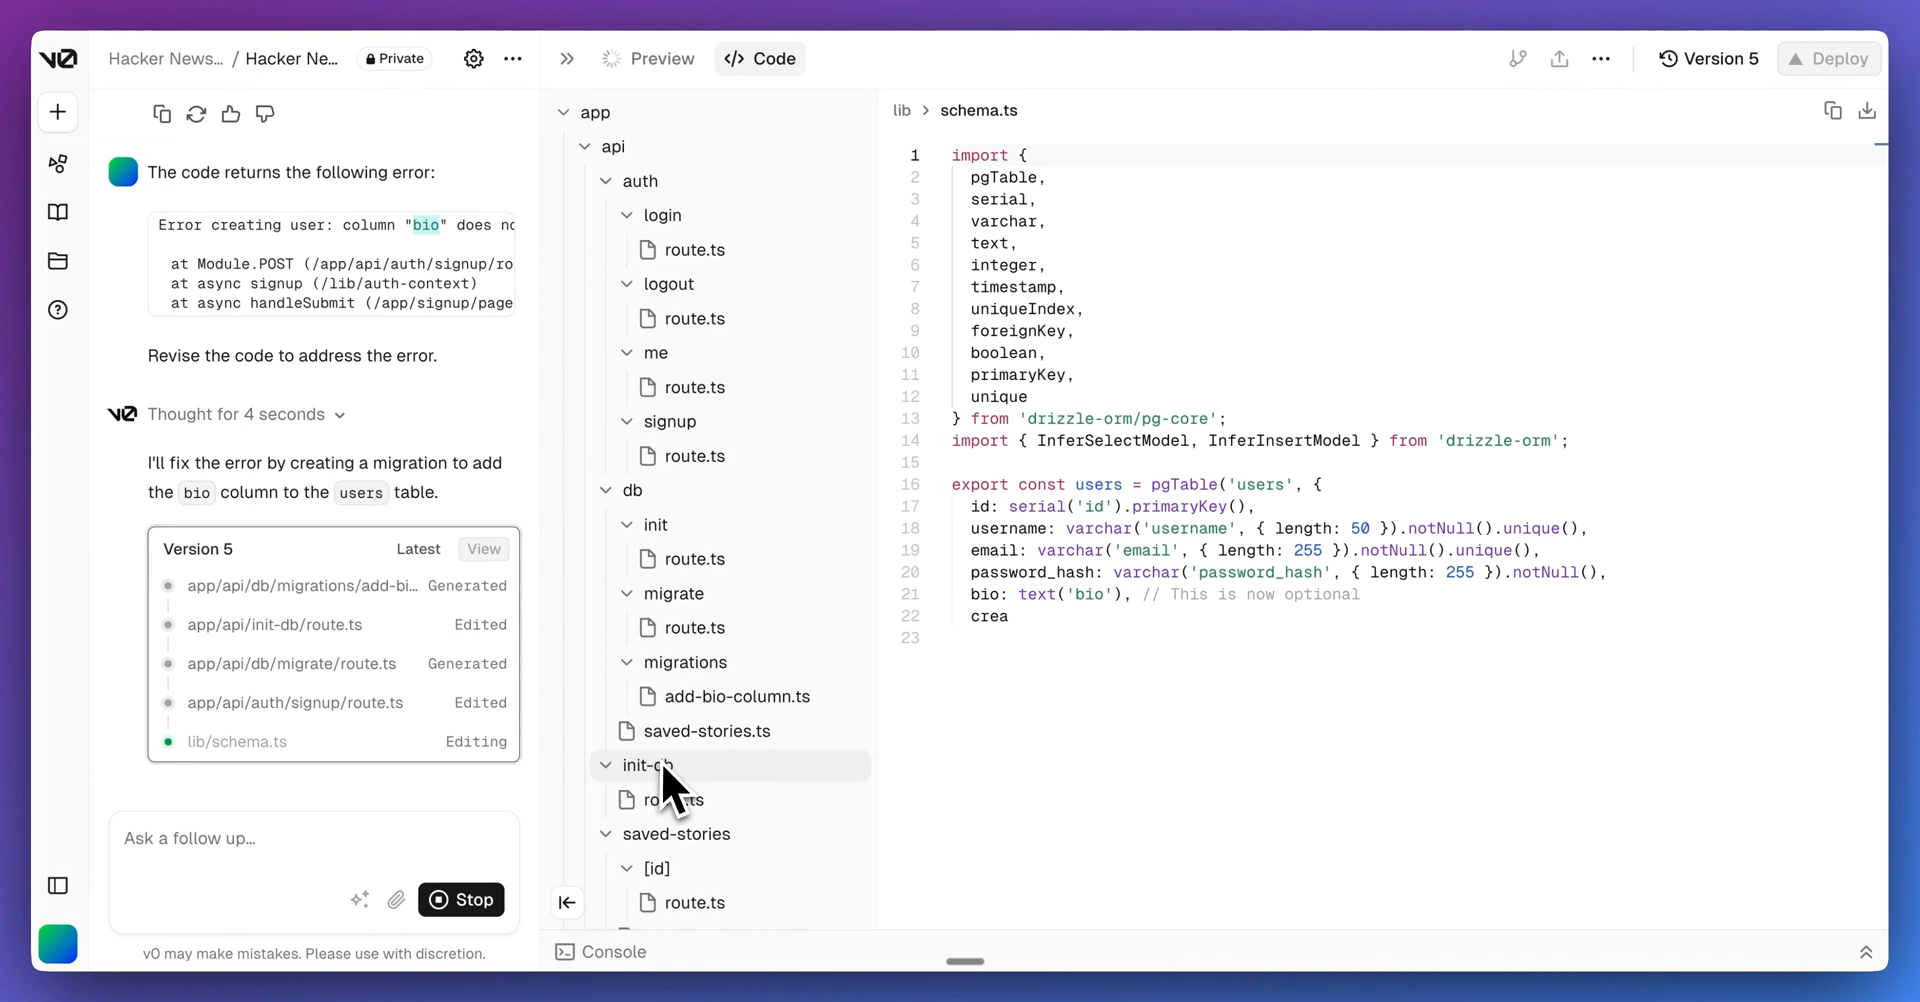 v0
Hacker News... / Hacker Ne... Private
The code returns the following error:
Error creating user: column "bio" does no
at Module.POST (/app/api/auth/signup/ro
at async signup (/lib/auth-context)
at async handleSubmit (/app/signup/page
Revise the code to address the error.
v0 Thought for 4 seconds
I'll fix the error by creating a migration to add
the bio column to the users table.
Version 5 Latest View
app/api/db/migrations/add-bi... Generated
app/api/init-db/route.ts Edited
app/api/db/migrate/route.ts Generated
app/api/auth/signup/route.ts Edited
lib/schema.ts Editing
Ask a follow up...
Stop
v0 may make mistakes. Please use with discretion.
Preview Code
Version 5 Deploy
app
api
auth
login
route.ts
logout
route.ts
me
route.ts
signup
route.ts
db
init
route.ts
migrate
route.ts
migrations
add-bio-column.ts
saved-stories.ts
init-db
saved-stories
[id]
route.ts
lib > schema.ts
1 import {
2 pgTable,
3 serial,
4 varchar,
5 text,
6 integer,
7 timestamp,
8 uniqueIndex,
9 foreignKey,
10 boolean,
11 primaryKey,
12 unique
13 } from 'drizzle-orm/pg-core';
14 import { InferSelectModel, InferInsertModel } from 'drizzle-orm';
15
16 export const users = pgTable('users', {
17 id: serial('id').primaryKey(),
18 username: varchar('username', { length: 50 }).notNull().unique(),
19 email: varchar('email', { length: 255 }).notNull().unique(),
20 password_hash: varchar('password_hash', { length: 255 }).notNull(),
21 bio: text('bio'), // This is now optional
22 crea
23
Console